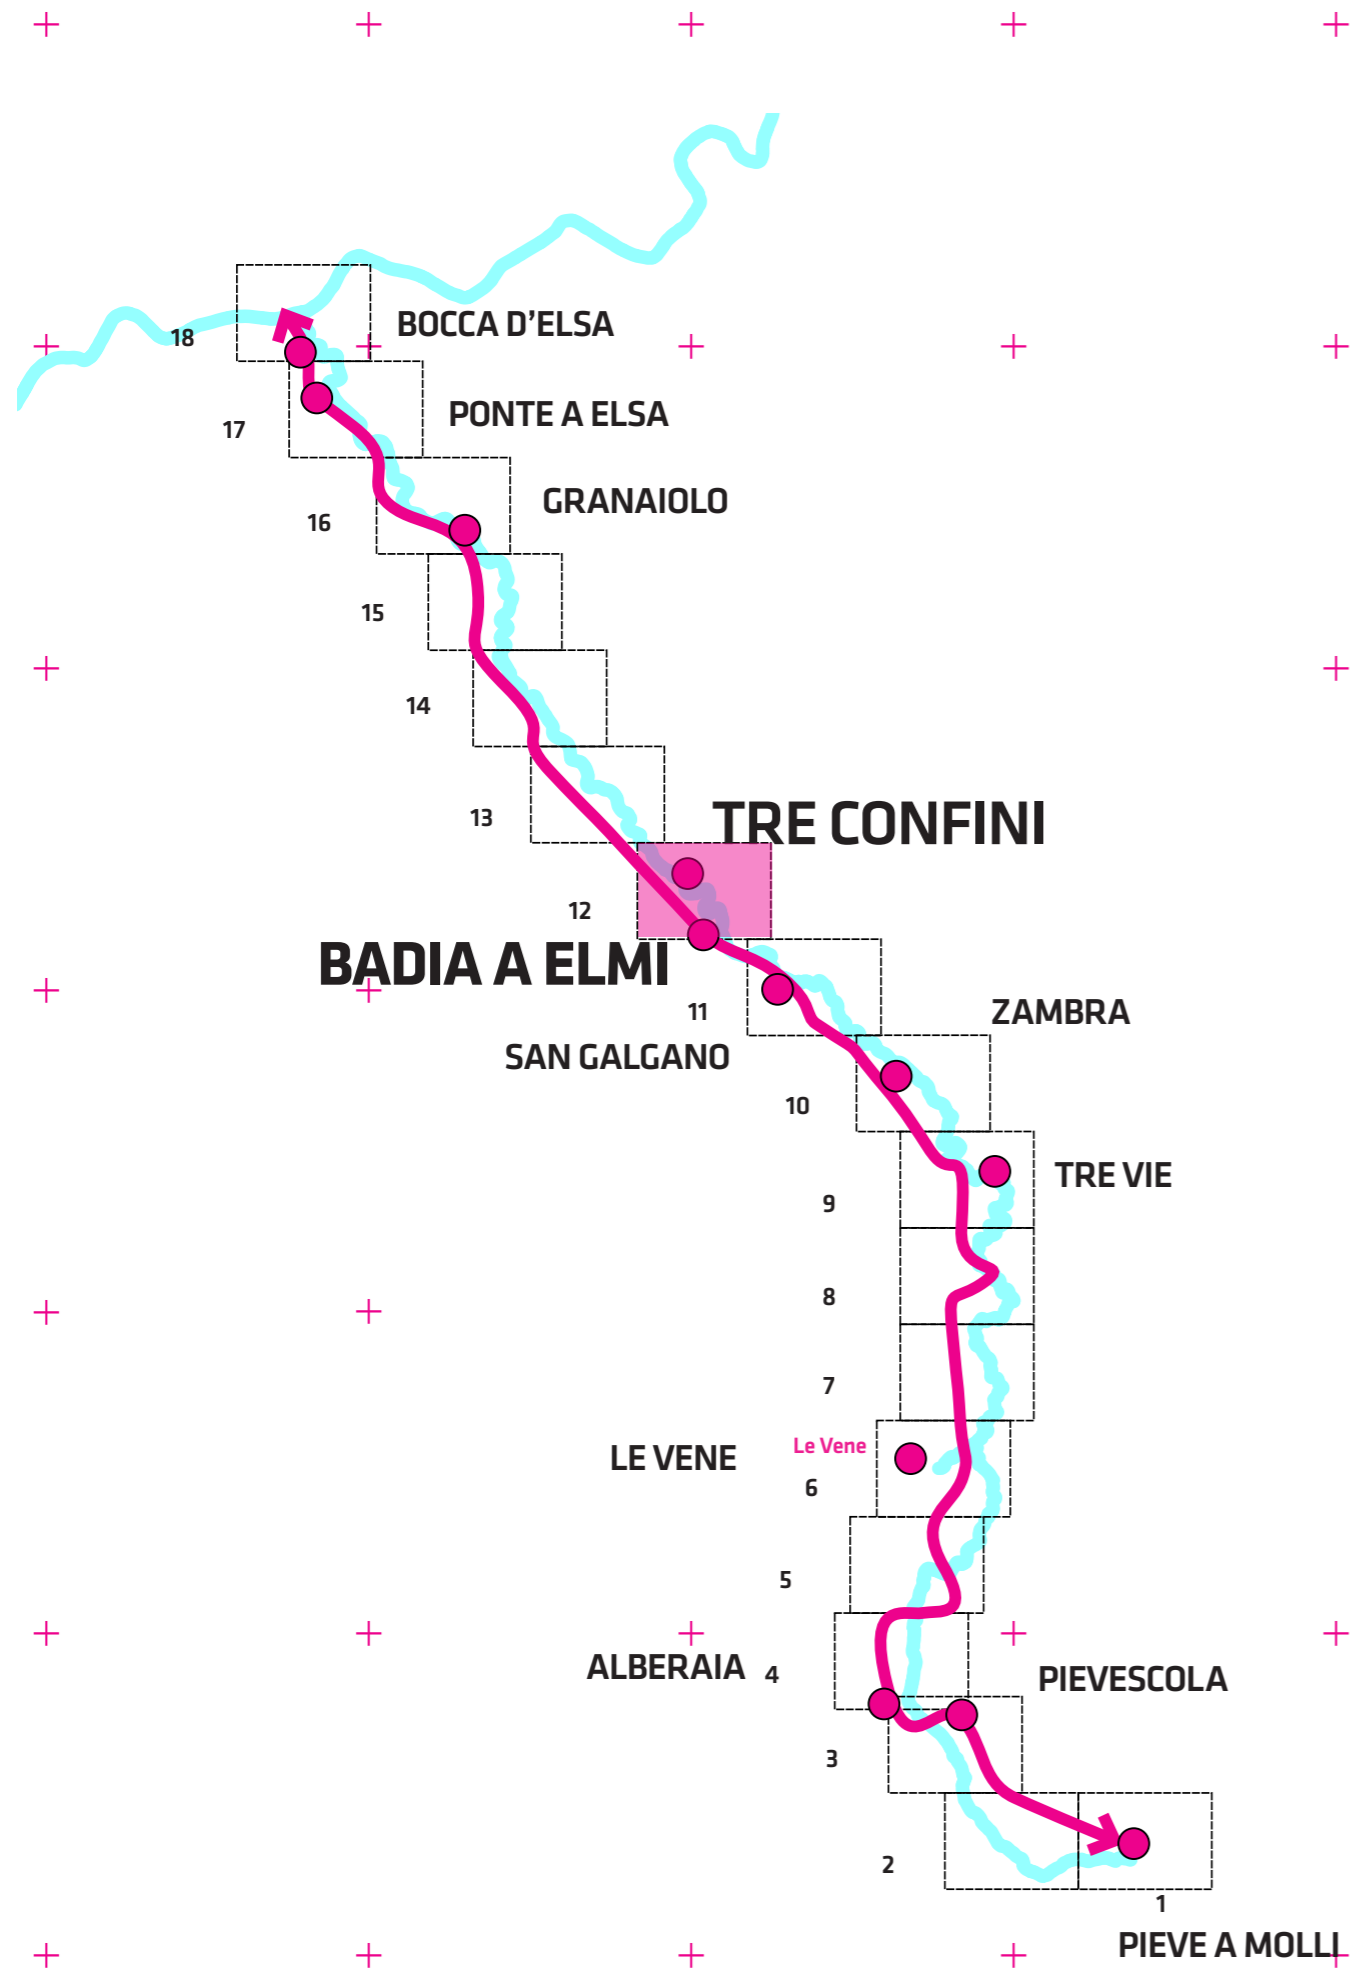 BOCCA D’ELSA
18
PONTE A ELSA
17
GRANAIOLO
16
15
14
13
TRE CONFINI
12
BADIA A ELMI
11
ZAMBRA
SAN GALGANO
10
TRE VIE
9
8
7
LE VENE
Le Vene
6
5
ALBERAIA
4
PIEVESCOLA
3
2
1
PIEVE A MOLLI